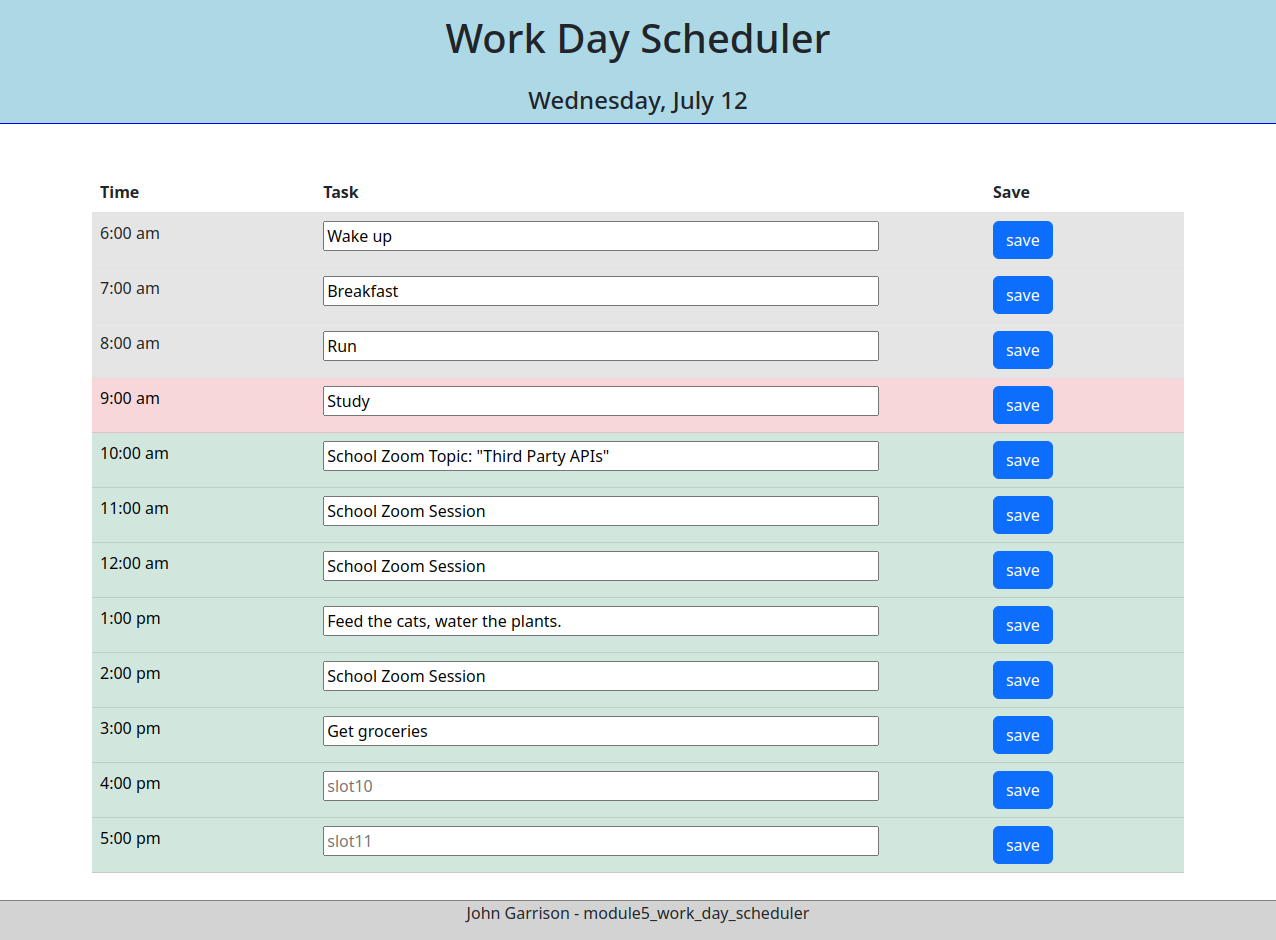 Work Day Scheduler
Wednesday, July 12
Time Task Save
6:00 am Wake up save
7:00 am Breakfast save
8:00 am Run save
9:00 am Study save
10:00 am School Zoom Topic: "Third Party APIs" save
11:00 am School Zoom Session save
12:00 am School Zoom Session save
1:00 pm Feed the cats, water the plants. save
2:00 pm School Zoom Session save
3:00 pm Get groceries save
4:00 pm slot10 save
5:00 pm slot11 save
John Garrison - module5_work_day_scheduler